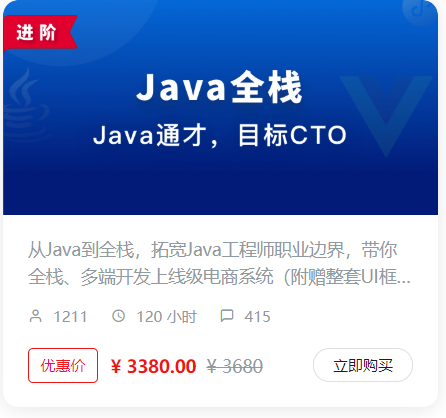 进阶
Java全栈
Java通才，目标CTO
从Java到全栈，拓宽Java工程师职业边界，带你
全栈、多端开发上线级电商系统（附赠整套UI框...
1211 120 小时 415
优惠价 ¥ 3380.00 ¥ 3680 立即购买